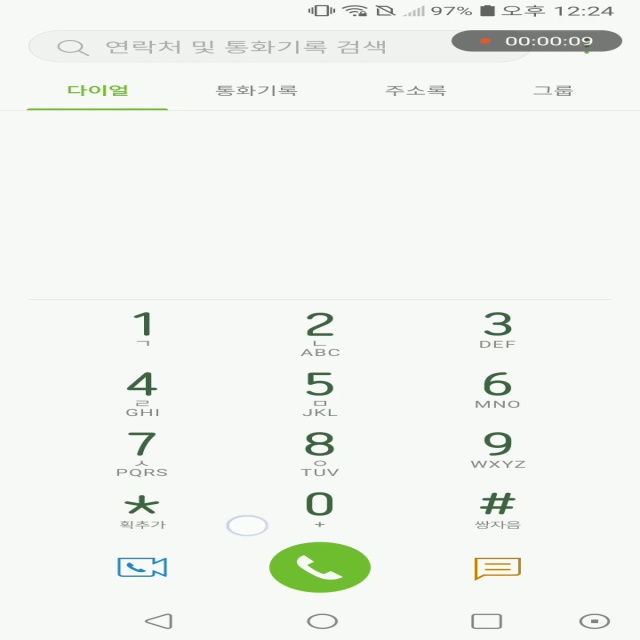 97% 오후 12:24
연락처 및 통화기록 검색
00:00:09
다이얼 통화기록 주소록 그룹
1 2 3
ㄱ ㄴ DEF
ABC
4 5 6
ㄹ ㅁ MNO
GHI JKL
7 8 9
ㅅ ㅇ WXYZ
PQRS TUV
* 0 #
획추가 + 쌍자음